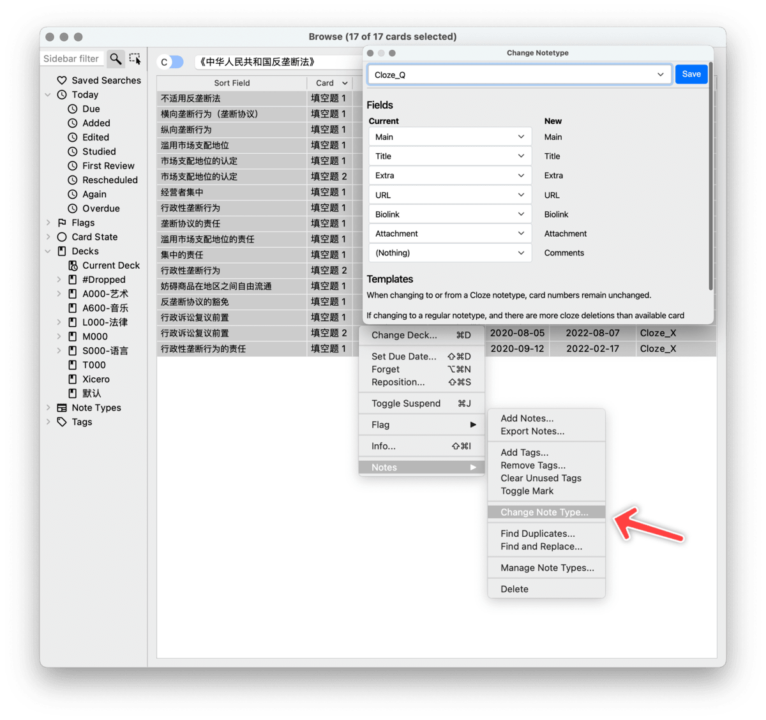 Browse (17 of 17 cards selected)
Sidebar filter
C
《中华人民共和国反垄断法》
Saved Searches
Today
Due
Added
Edited
Studied
First Review
Rescheduled
Again
Overdue
Flags
Card State
Decks
Current Deck
#Dropped
A000-艺术
A600-音乐
L000-法律
M000
S000-语言
T000
Xicero
默认
Note Types
Tags
Sort Field Card
不适用反垄断法 填空题 1
横向垄断行为（垄断协议） 填空题 1
纵向垄断行为 填空题 1
滥用市场支配地位 填空题 1
市场支配地位的认定 填空题 1
市场支配地位的认定 填空题 2
经营者集中 填空题 1
行政性垄断行为 填空题 1
垄断协议的责任 填空题 1
滥用市场支配地位的责任 填空题 1
集中的责任 填空题 1
行政性垄断行为 填空题 2
妨碍商品在地区之间自由流通 填空题 1
反垄断协议的豁免 填空题 1
行政诉讼复议前置 填空题 1
行政诉讼复议前置 填空题 2 2020-08-05 2022-08-07 Cloze_X
行政性垄断行为的责任 填空题 1 2020-09-12 2022-02-17 Cloze_X
Change Notetype
Cloze_Q
Save
Fields
Current New
Main Main
Title Title
Extra Extra
URL URL
Biolink Biolink
Attachment Attachment
(Nothing) Comments
Templates
When changing to or from a Cloze notetype, card numbers remain unchanged.
If changing to a regular notetype, and there are more cloze deletions than available card
Change Deck... ⌘D
Set Due Date... ⇧⌘D
Forget ⌥⌘N
Reposition... ⇧⌘S
Toggle Suspend ⌘J
Flag
Info... ⇧⌘I
Notes
Add Notes...
Export Notes...
Add Tags...
Remove Tags...
Clear Unused Tags
Toggle Mark
Change Note Type...
Find Duplicates...
Find and Replace...
Manage Note Types...
Delete